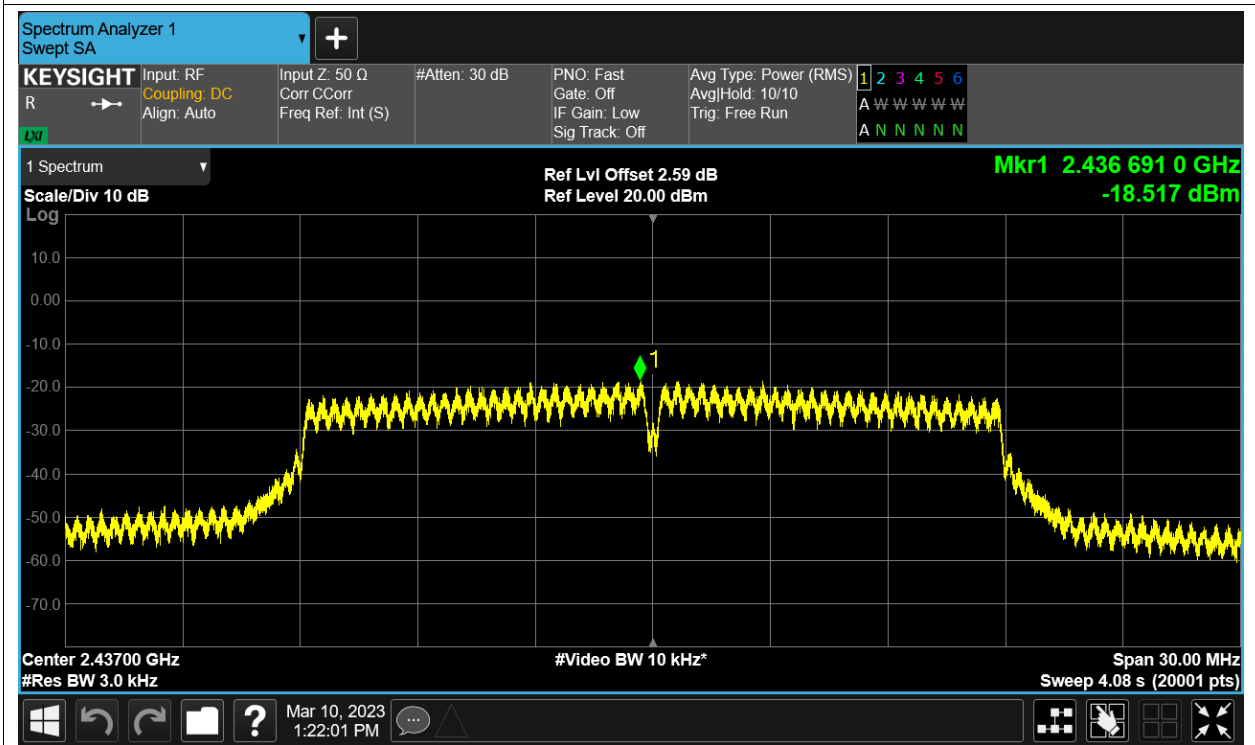 Spectrum Analyzer 1
Swept SA
KEYSIGHT
R
LXI
Input: RF
Coupling: DC
Align: Auto
Input Z: 50 Ω
Corr CCorr
Freq Ref: Int (S)
#Atten: 30 dB
PNO: Fast
Gate: Off
IF Gain: Low
Sig Track: Off
Avg Type: Power (RMS)
Avg|Hold: 10/10
Trig: Free Run
1 2 3 4 5 6
A W W W W W
A N N N N N
1 Spectrum
Scale/Div 10 dB
Ref Lvl Offset 2.59 dB
Ref Level 20.00 dBm
Mkr1 2.436 691 0 GHz
-18.517 dBm
Log
10.0
0.00
-10.0
-20.0
-30.0
-40.0
-50.0
-60.0
-70.0
1
Center 2.43700 GHz
#Res BW 3.0 kHz
#Video BW 10 kHz*
Span 30.00 MHz
Sweep 4.08 s (20001 pts)
?
Mar 10, 2023
1:22:01 PM